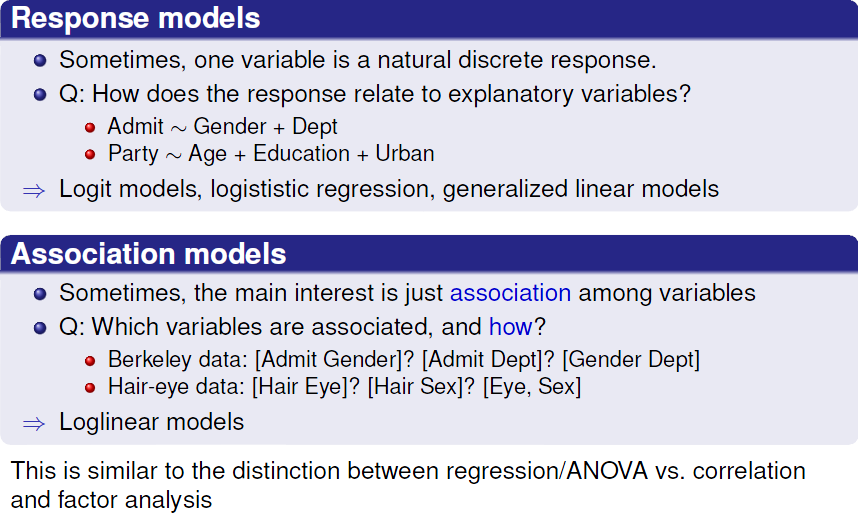 Response models
Sometimes, one variable is a natural discrete response.
Q: How does the response relate to explanatory variables?
Admit ∼ Gender + Dept
Party ∼ Age + Education + Urban
⇒ Logit models, logististic regression, generalized linear models
Association models
Sometimes, the main interest is just association among variables
Q: Which variables are associated, and how?
Berkeley data: [Admit Gender]? [Admit Dept]? [Gender Dept]
Hair-eye data: [Hair Eye]? [Hair Sex]? [Eye, Sex]
⇒ Loglinear models
This is similar to the distinction between regression/ANOVA vs. correlation
and factor analysis